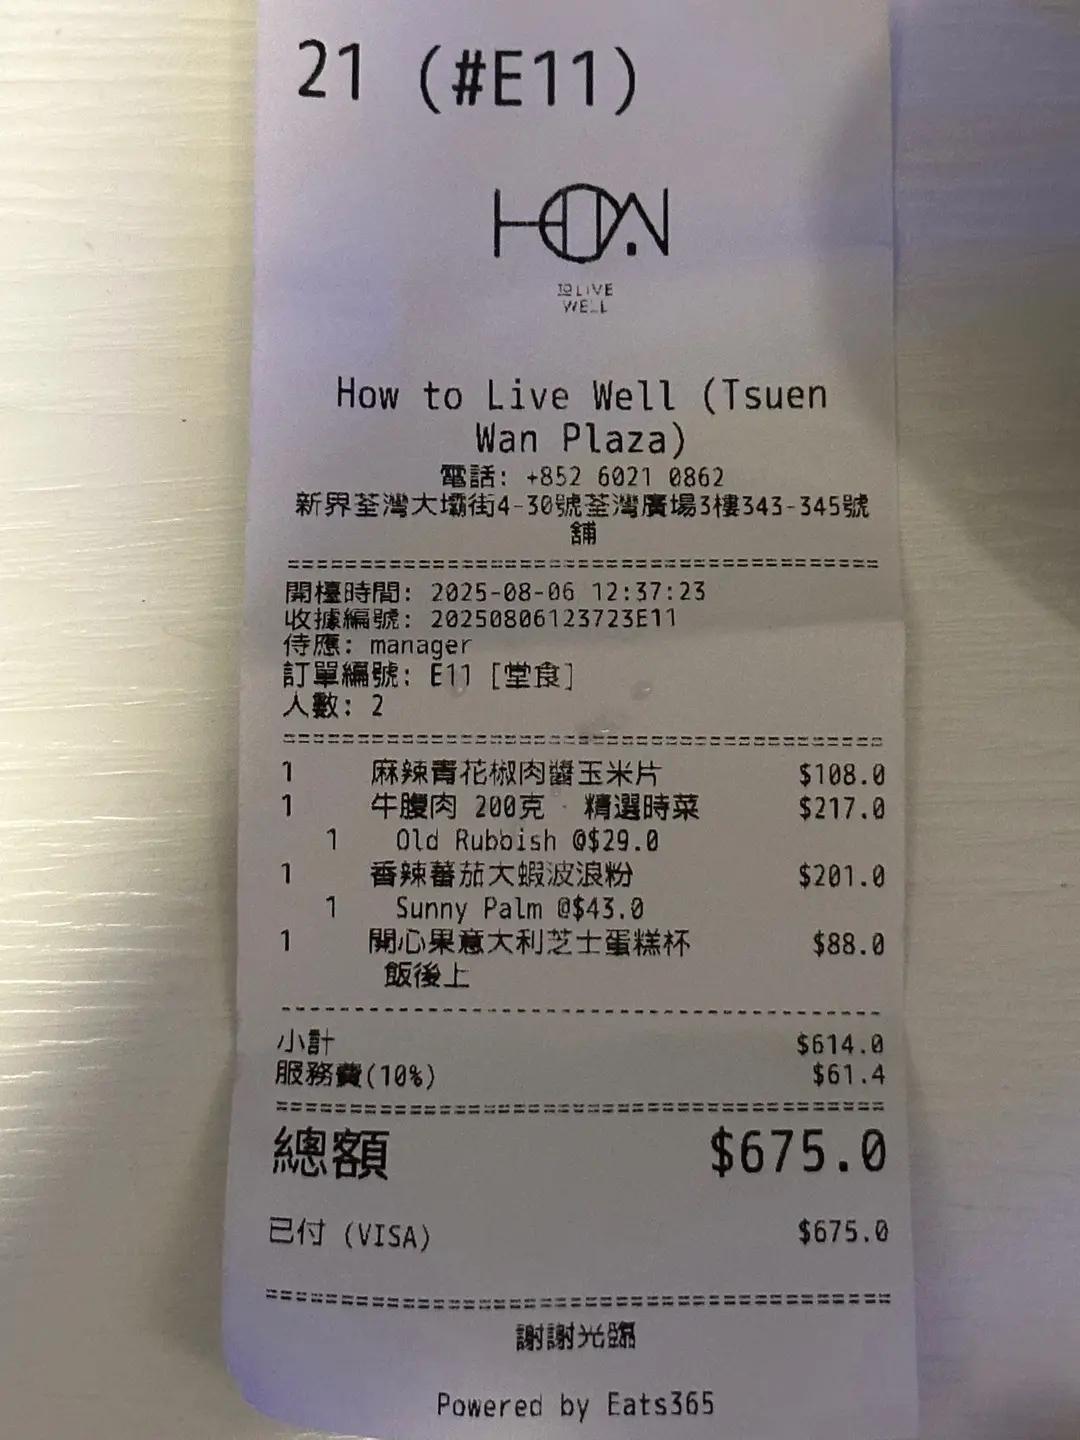 21 (#E11)
HOW.
TO LIVE
WELL
How to Live Well (Tsuen
Wan Plaza)
電話: +852 6021 0862
新界荃灣大壩街4-30號荃灣廣場3樓343-345號
舖
開檯時間: 2025-08-06 12:37:23
收據編號: 20250806123723E11
侍應: manager
訂單編號: E11 [堂食]
人數: 2
1 麻辣青花椒肉醬玉米片 $108.0
1 牛腹肉 200克 · 精選時菜 $217.0
1 Old Rubbish @$29.0
1 香辣蕃茄大蝦波浪粉 $201.0
1 Sunny Palm @$43.0
1 開心果意大利芝士蛋糕杯 $88.0
飯後上
小計 $614.0
服務費(10%) $61.4
總額 $675.0
已付 (VISA) $675.0
謝謝光臨
Powered by Eats365